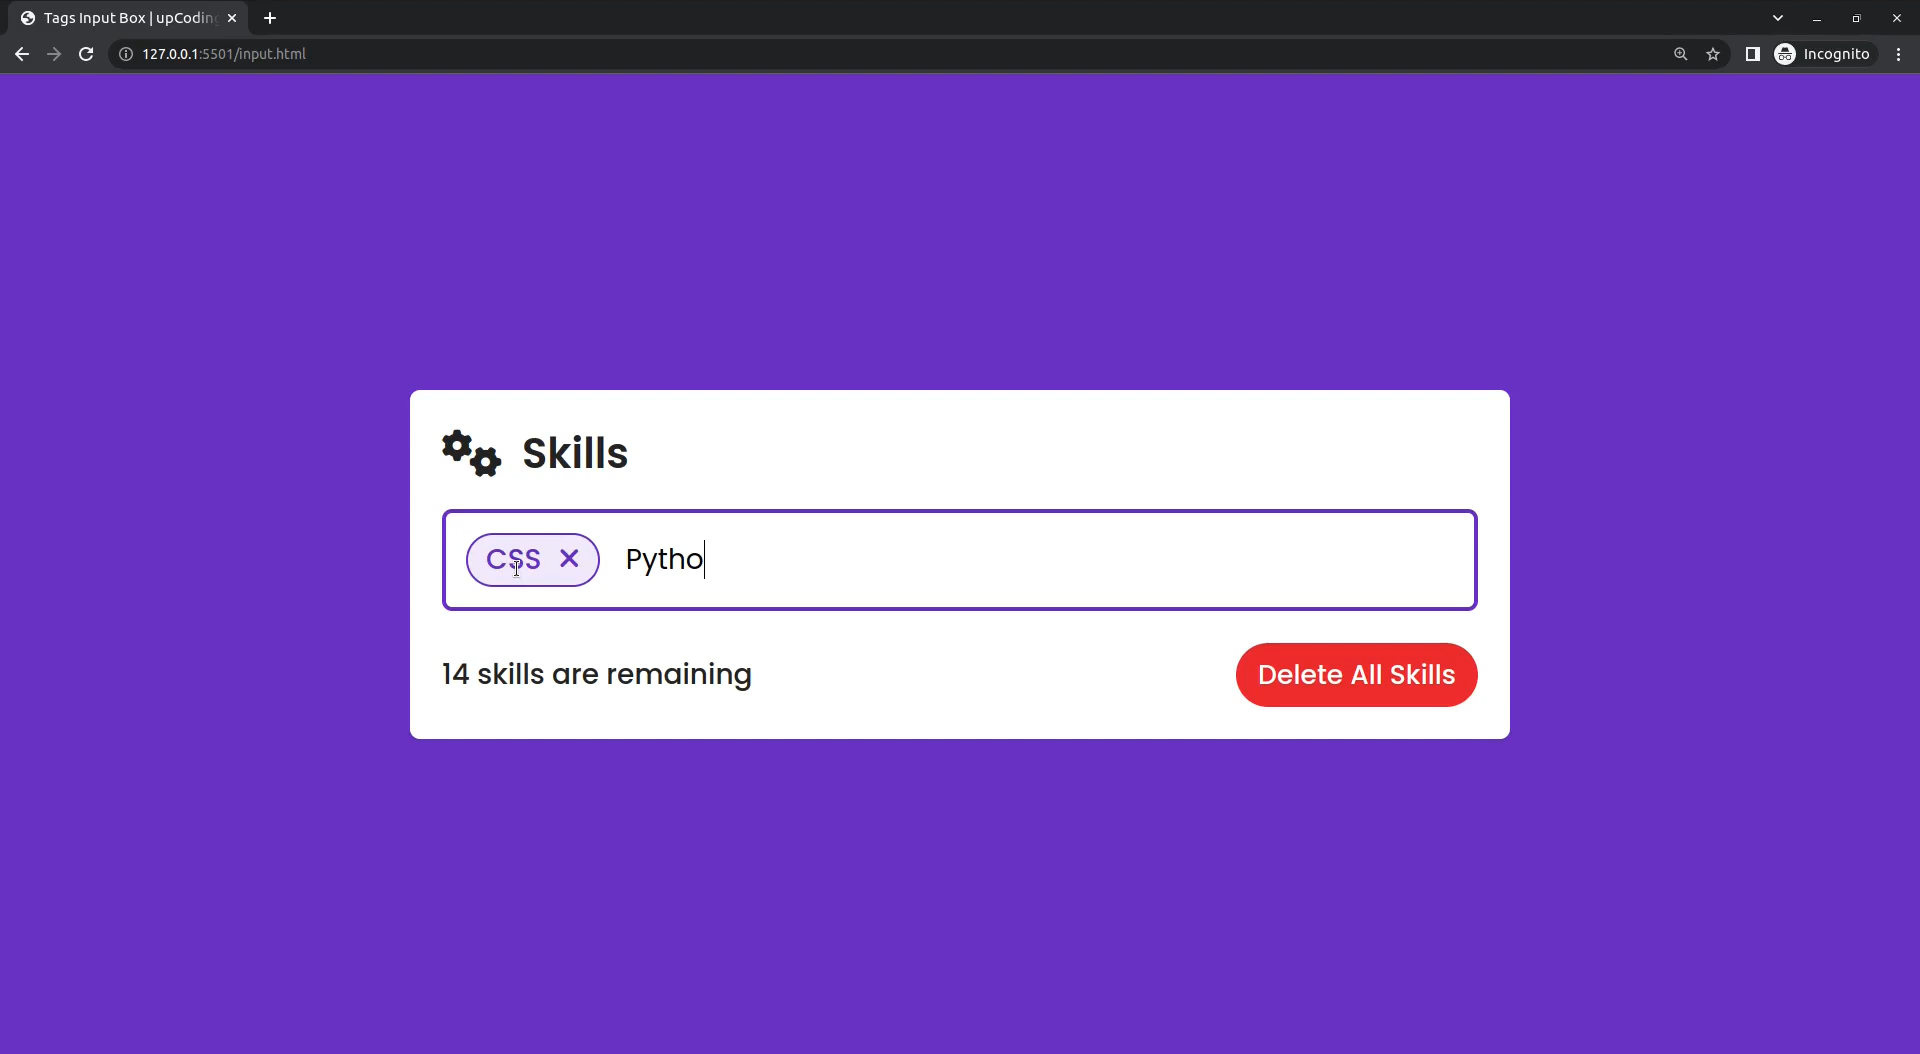 Tags Input Box | upCoding
127.0.0.1:5501/input.html
Incognito
Skills
CSS Pytho
14 skills are remaining
Delete All Skills